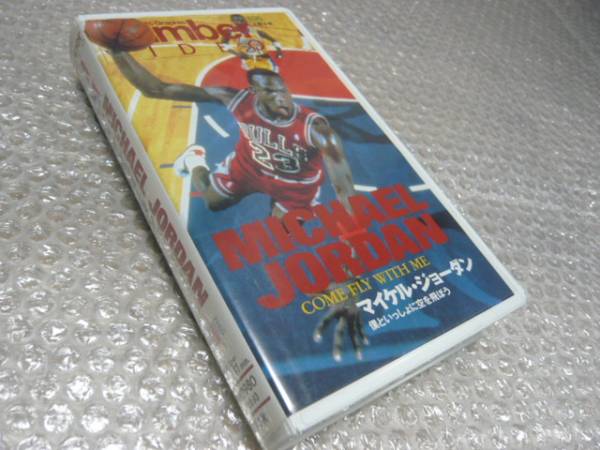 Number
VIDEO
BULLS
23
MICHAEL
JORDAN
COME FLY WITH ME
マイケル・ジョーダン
僕といっしょに空を飛ぼう
MICHAEL JORDAN